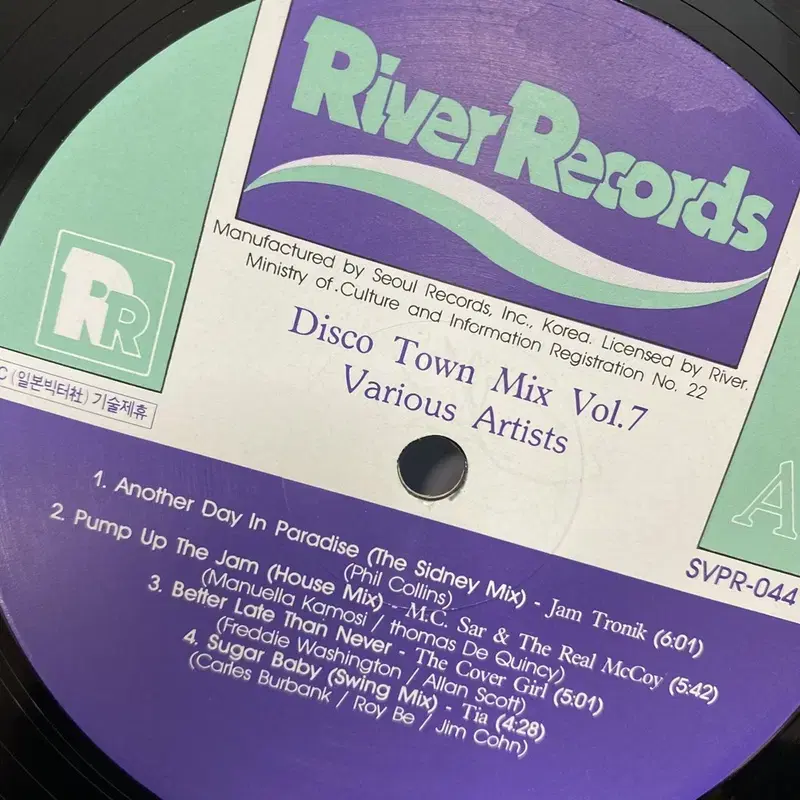 River Records
Manufactured by Seoul Records, Inc., Korea. Licensed by River.
Ministry of.Culture and Information Registration No. 22
RR
C (일본빅터社) 기술제휴
Disco Town Mix Vol.7
Various Artists
A
SVPR-044
1. Another Day In Paradise (The Sidney Mix) - Jam Tronik (6:01)
(Phil Collins)
2. Pump Up The Jam (House Mix) - M.C. Sar & The Real McCoy (5:42)
(Manuella Kamosi / thomas De Quincy)
3. Better Late Than Never - The Cover Girl (5:01)
(Freddie Washington / Allan Scott)
4. Sugar Baby (Swing Mix) - Tia (4:28)
(Carles Burbank / Roy Be / Jim Cohn)